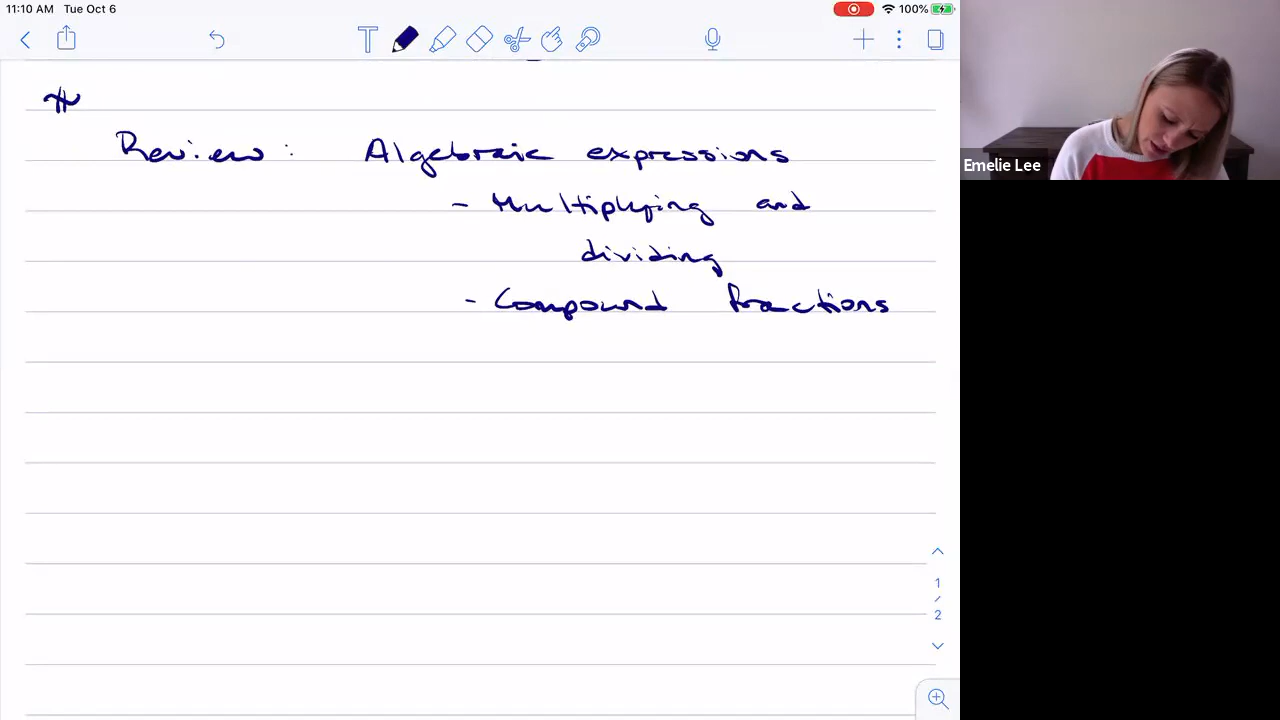 11:10 AM Tue Oct 6
100%
Review: Algebraic expressions
- Multiplying and
dividing
- Compound fractions
Emelie Lee
1
/
2